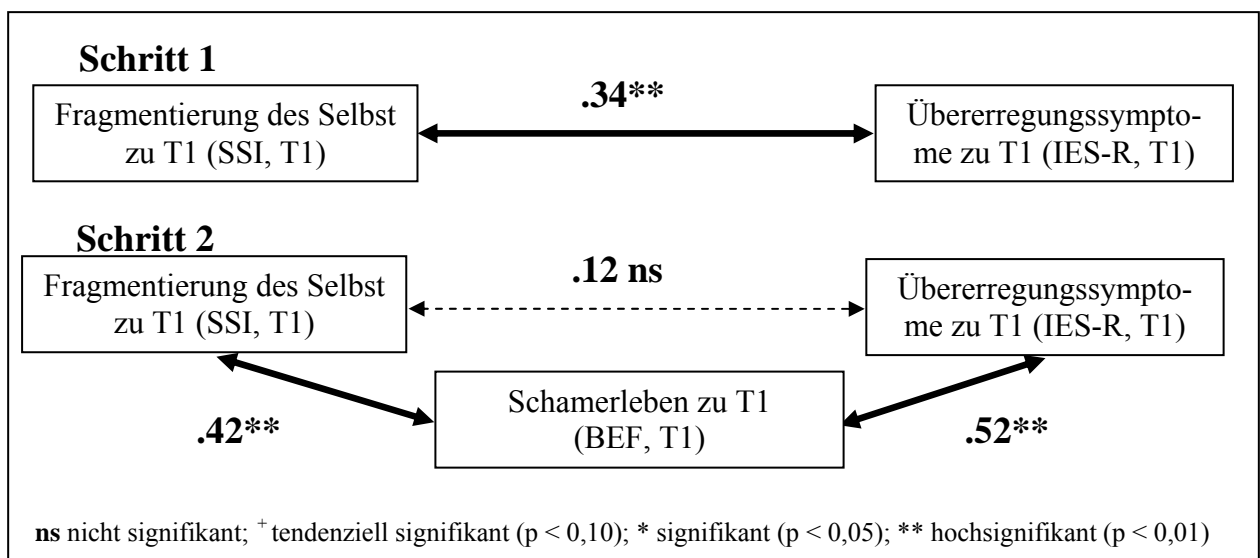 Schritt 1
Fragmentierung des Selbst
zu T1 (SSI, T1)
.34**
Übererregungssympto-
me zu T1 (IES-R, T1)
Schritt 2
Fragmentierung des Selbst
zu T1 (SSI, T1)
.12 ns
Übererregungssympto-
me zu T1 (IES-R, T1)
.42**
Schamerleben zu T1
(BEF, T1)
.52**
ns nicht signifikant; + tendenziell signifikant (p < 0,10); * signifikant (p < 0,05); ** hochsignifikant (p < 0,01)